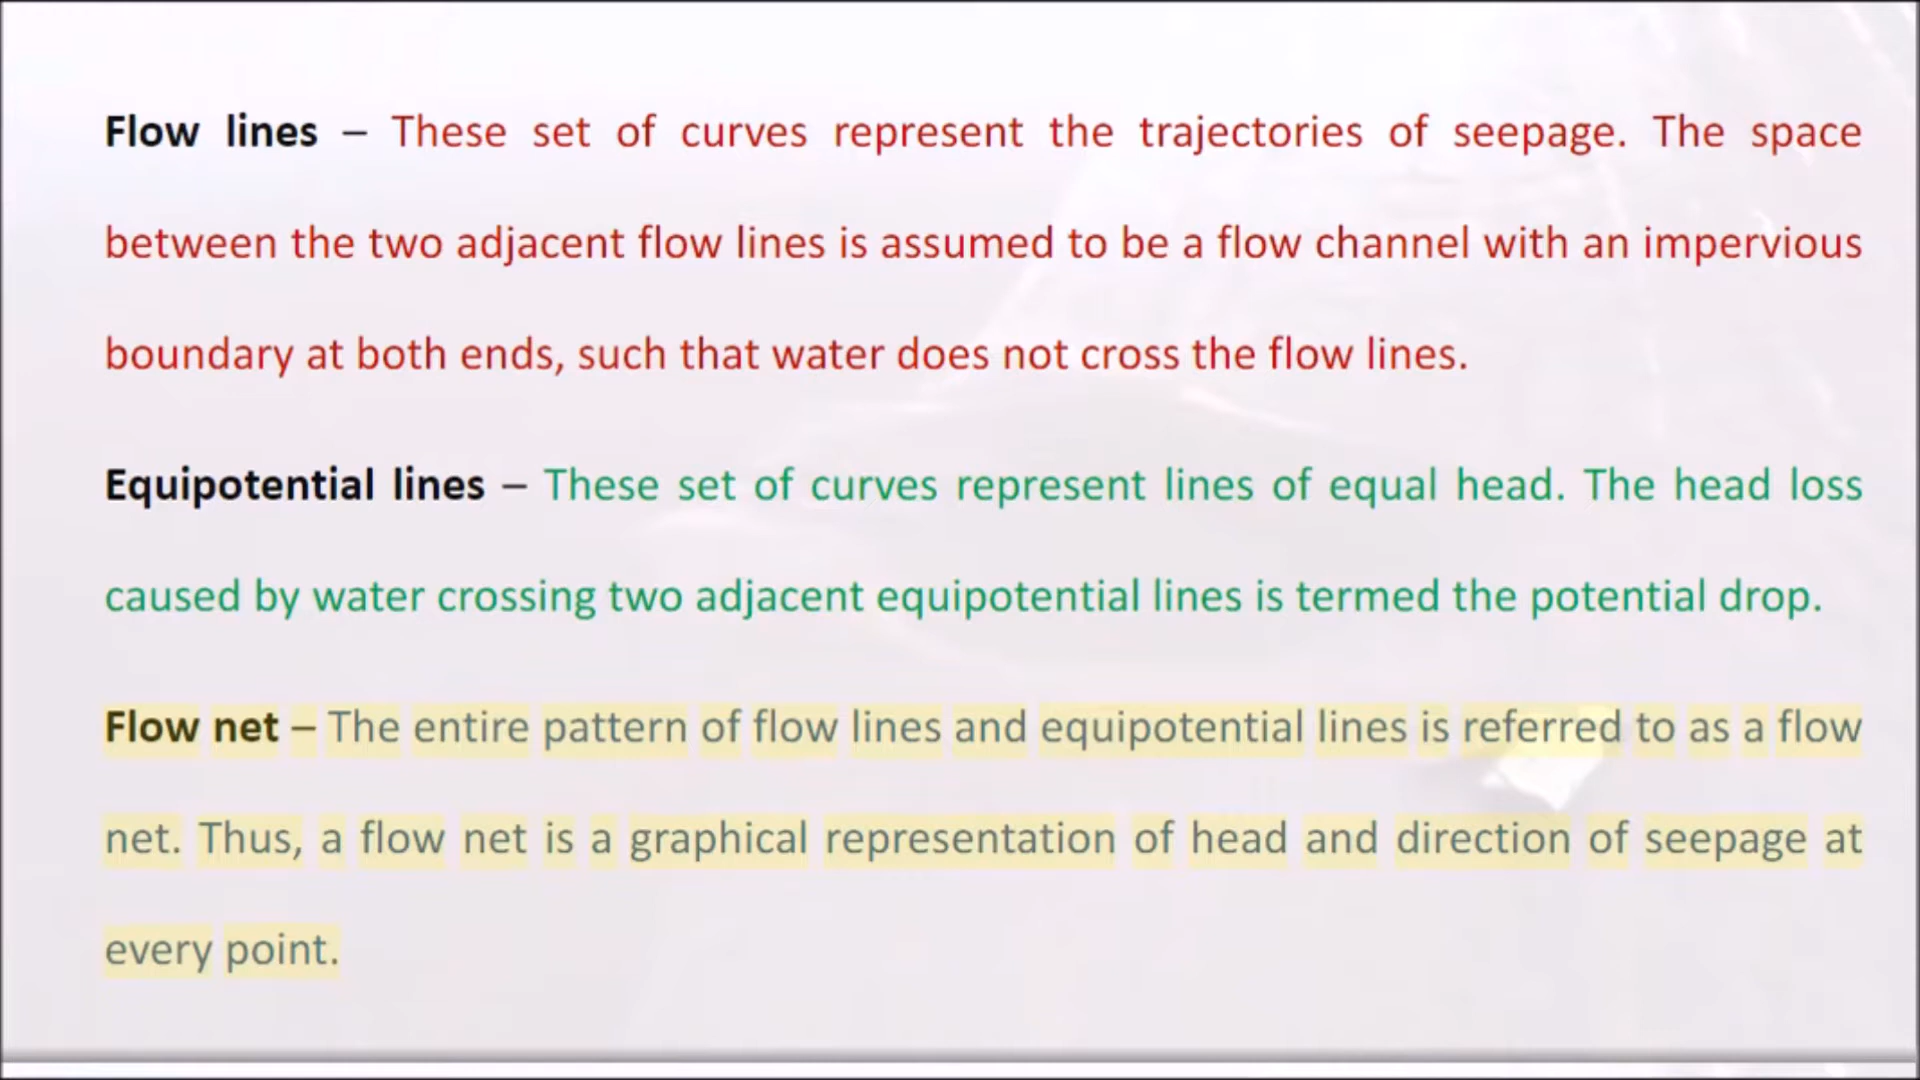 Flow lines – These set of curves represent the trajectories of seepage. The space
between the two adjacent flow lines is assumed to be a flow channel with an impervious
boundary at both ends, such that water does not cross the flow lines.
Equipotential lines – These set of curves represent lines of equal head. The head loss
caused by water crossing two adjacent equipotential lines is termed the potential drop.
Flow net – The entire pattern of flow lines and equipotential lines is referred to as a flow
net. Thus, a flow net is a graphical representation of head and direction of seepage at
every point.